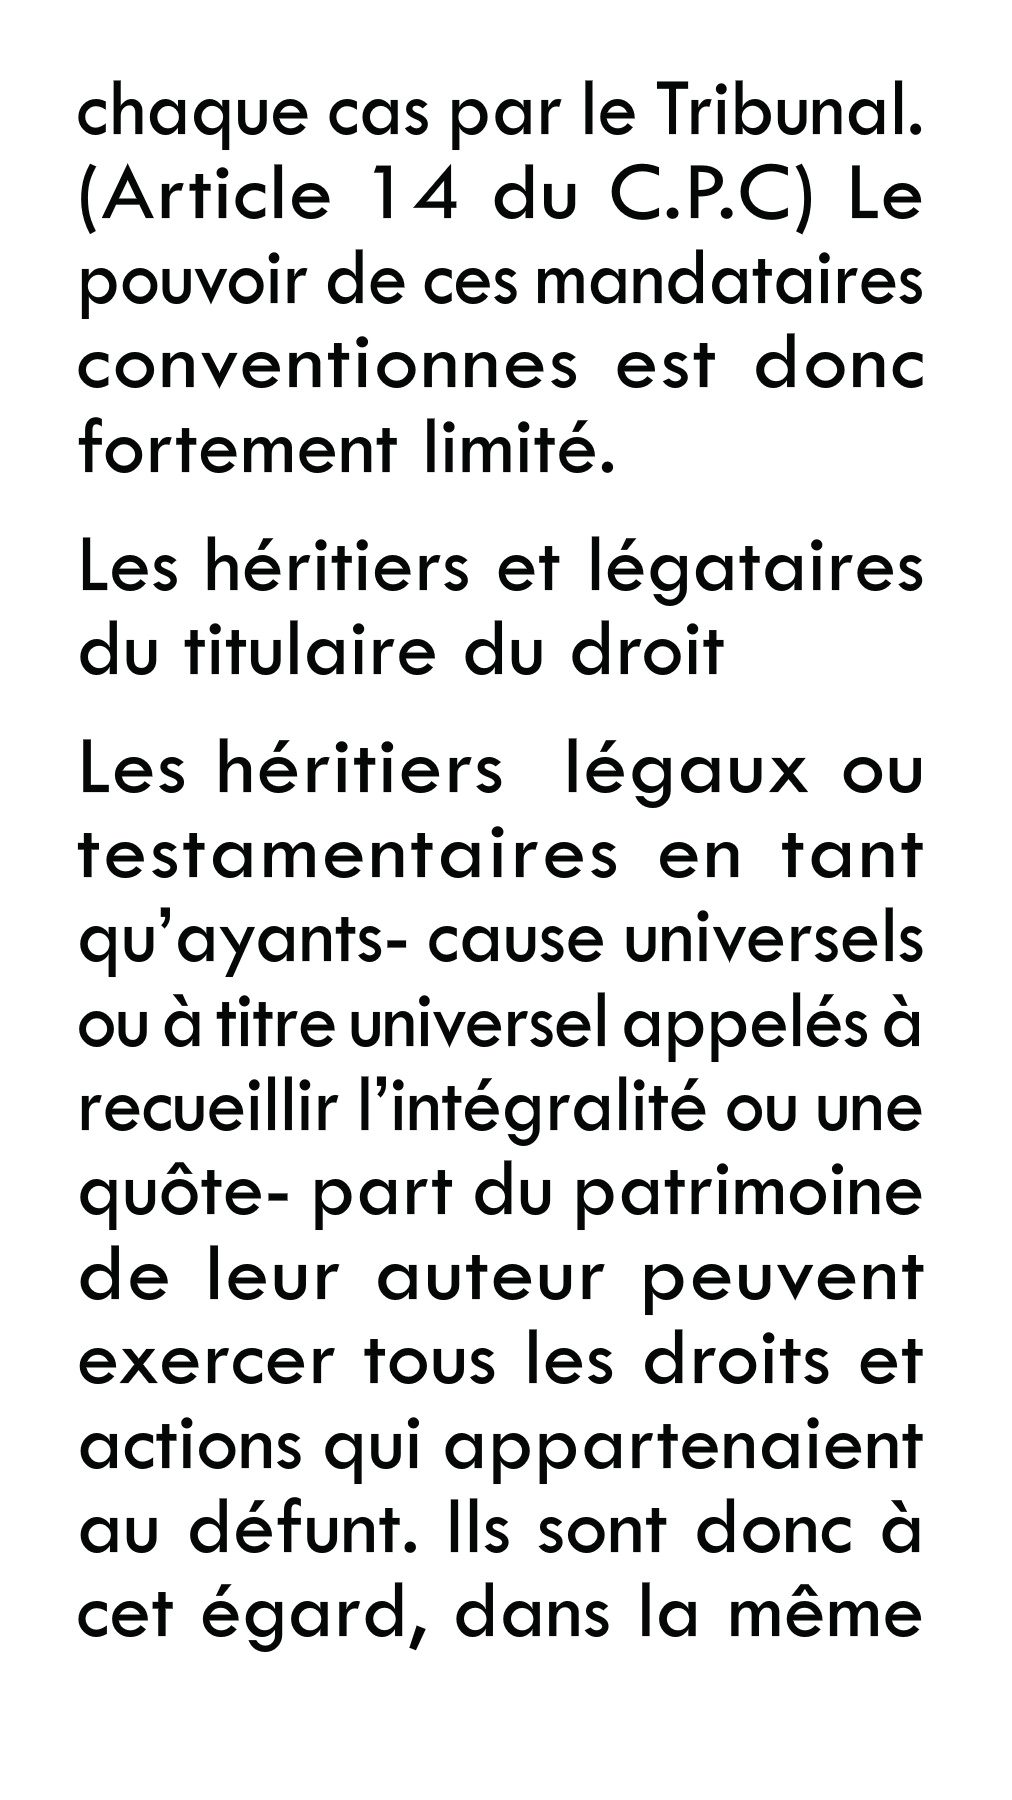 chaque cas par le Tribunal.
(Article 14 du C.P.C) Le
pouvoir de ces mandataires
conventionnes est donc
fortement limité.
Les héritiers et légataires
du titulaire du droit
Les héritiers légaux ou
testamentaires en tant
qu’ayants- cause universels
ou à titre universel appelés à
recueillir l’intégralité ou une
quôte- part du patrimoine
de leur auteur peuvent
exercer tous les droits et
actions qui appartenaient
au défunt. Ils sont donc à
cet égard, dans la même